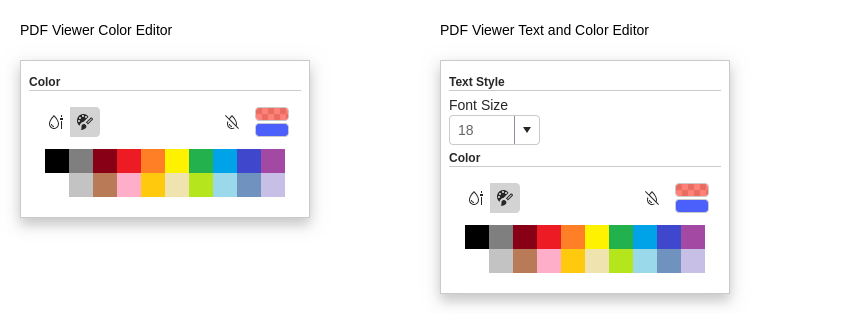 PDF Viewer Color Editor
Color
PDF Viewer Text and Color Editor
Text Style
Font Size
18
Color